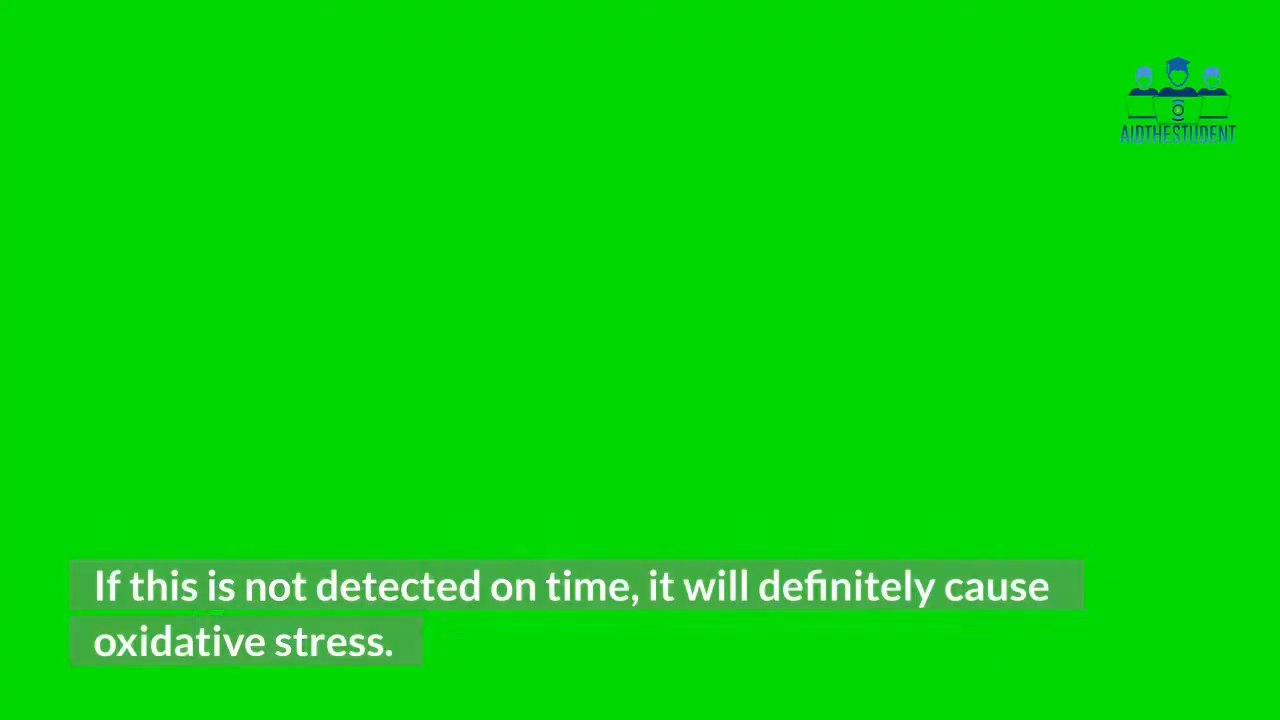 AIDTHESTUDENT
If this is not detected on time, it will definitely cause
oxidative stress.